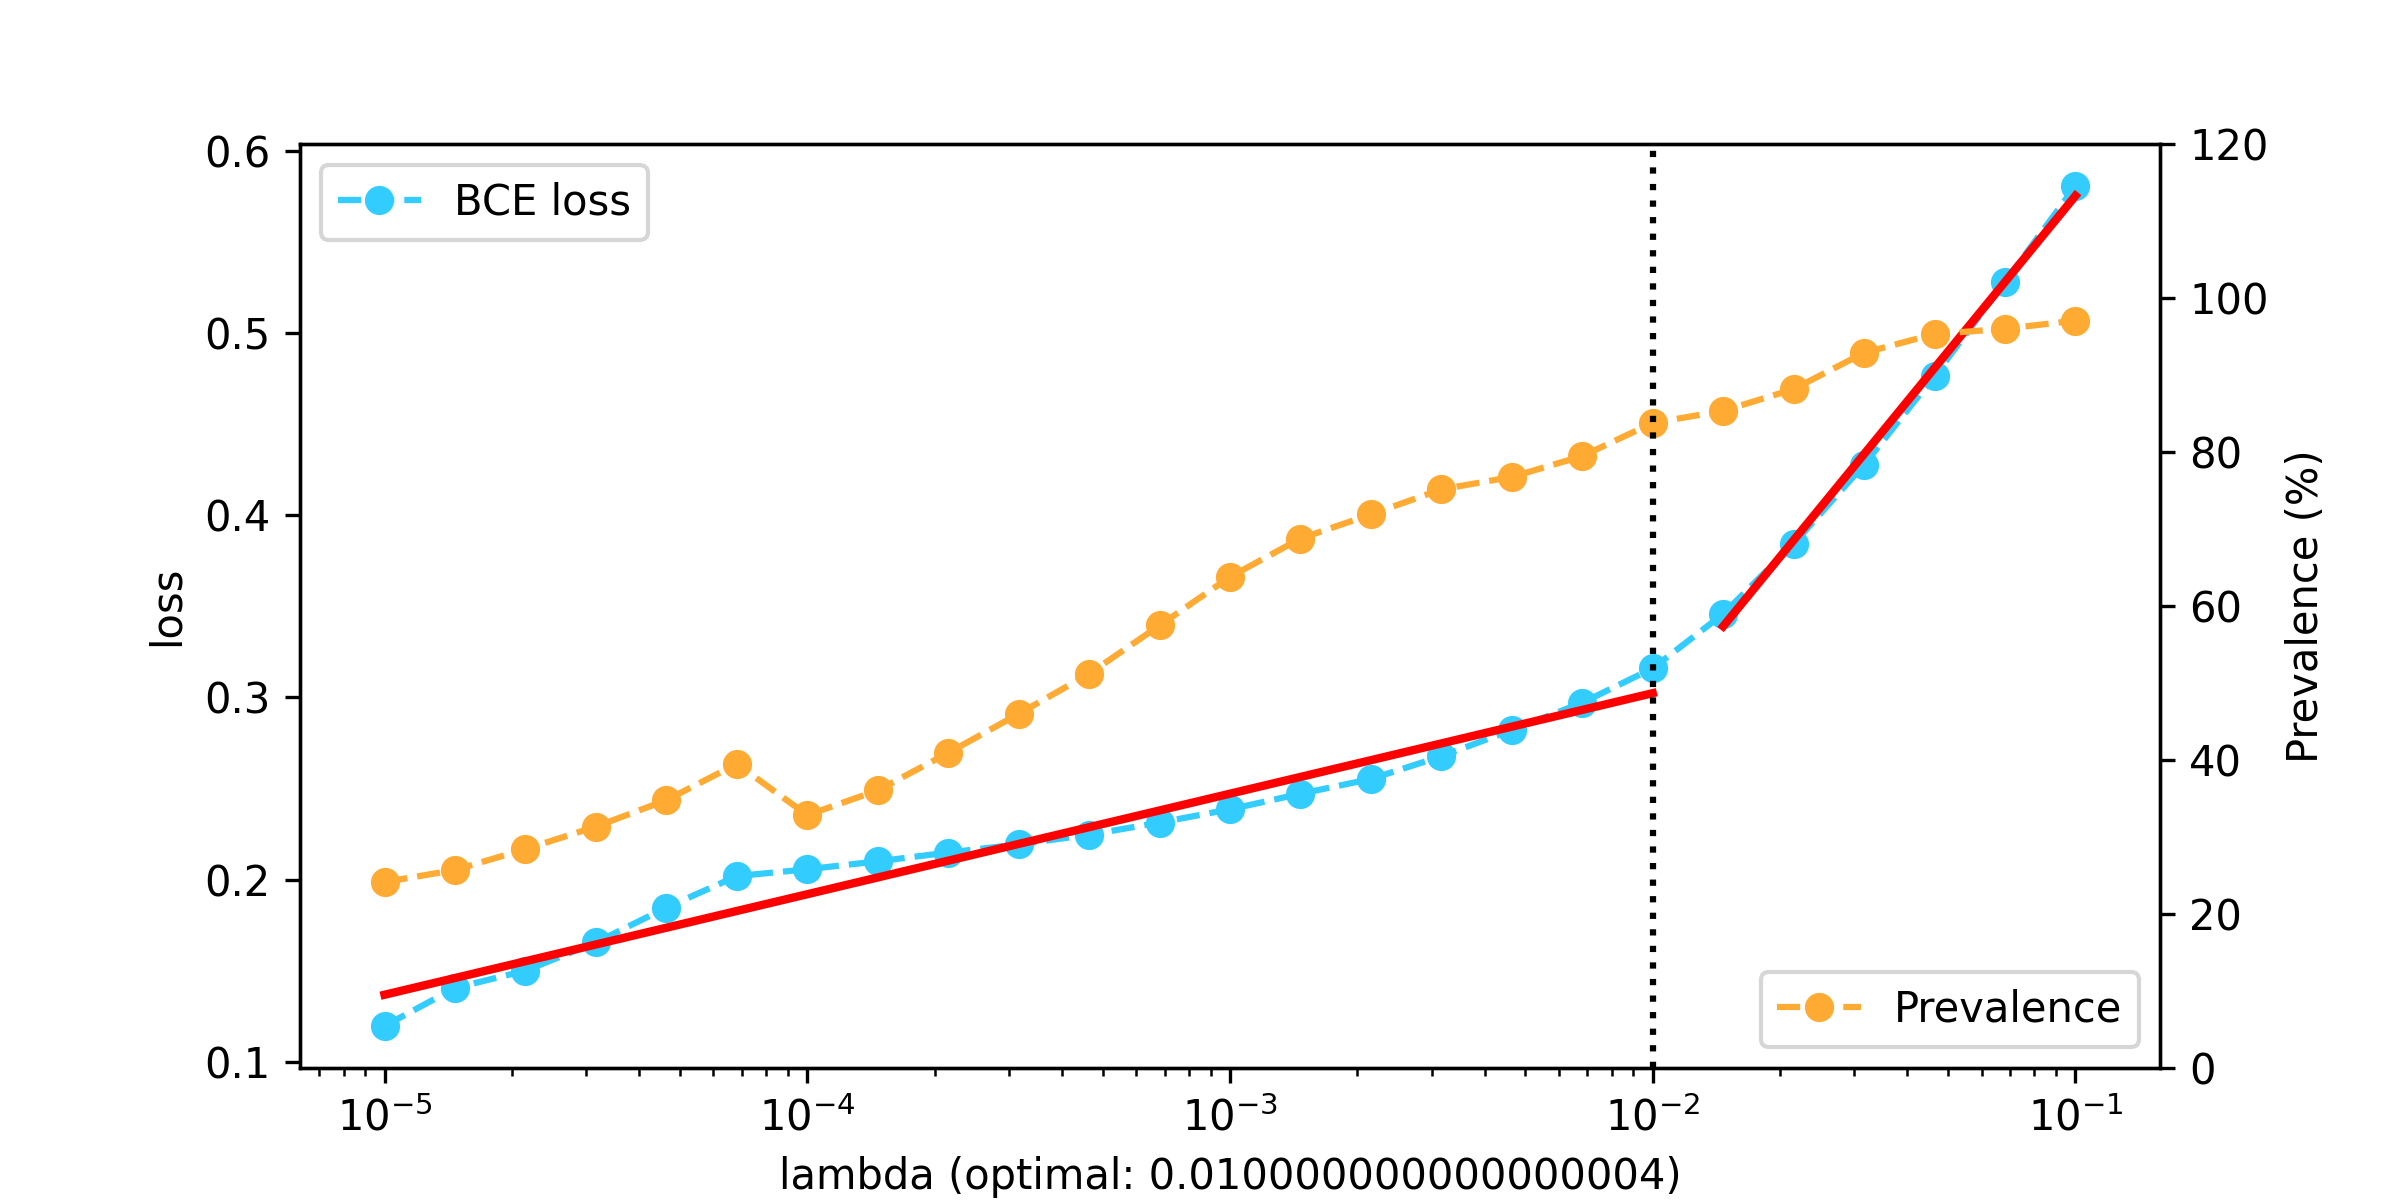 BCE loss
Prevalence
0.6
0.5
0.4
0.3
0.2
0.1
loss
120
100
80
60
40
20
0
Prevalence (%)
10⁻⁵ 10⁻⁴ 10⁻³ 10⁻² 10⁻¹
lambda (optimal: 0.010000000000000004)